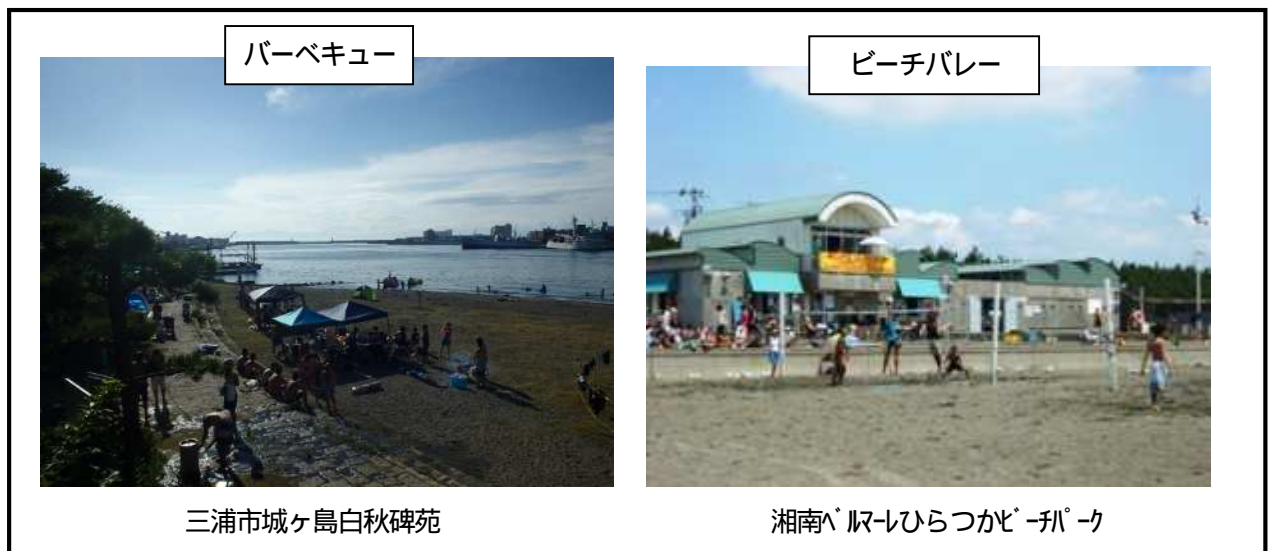 バーベキュー
ビーチバレー
三浦市城ヶ島白秋碑苑
湘南ﾍﾞﾙﾏｰﾚひらつかﾋﾞｰﾁﾊﾟｰｸ